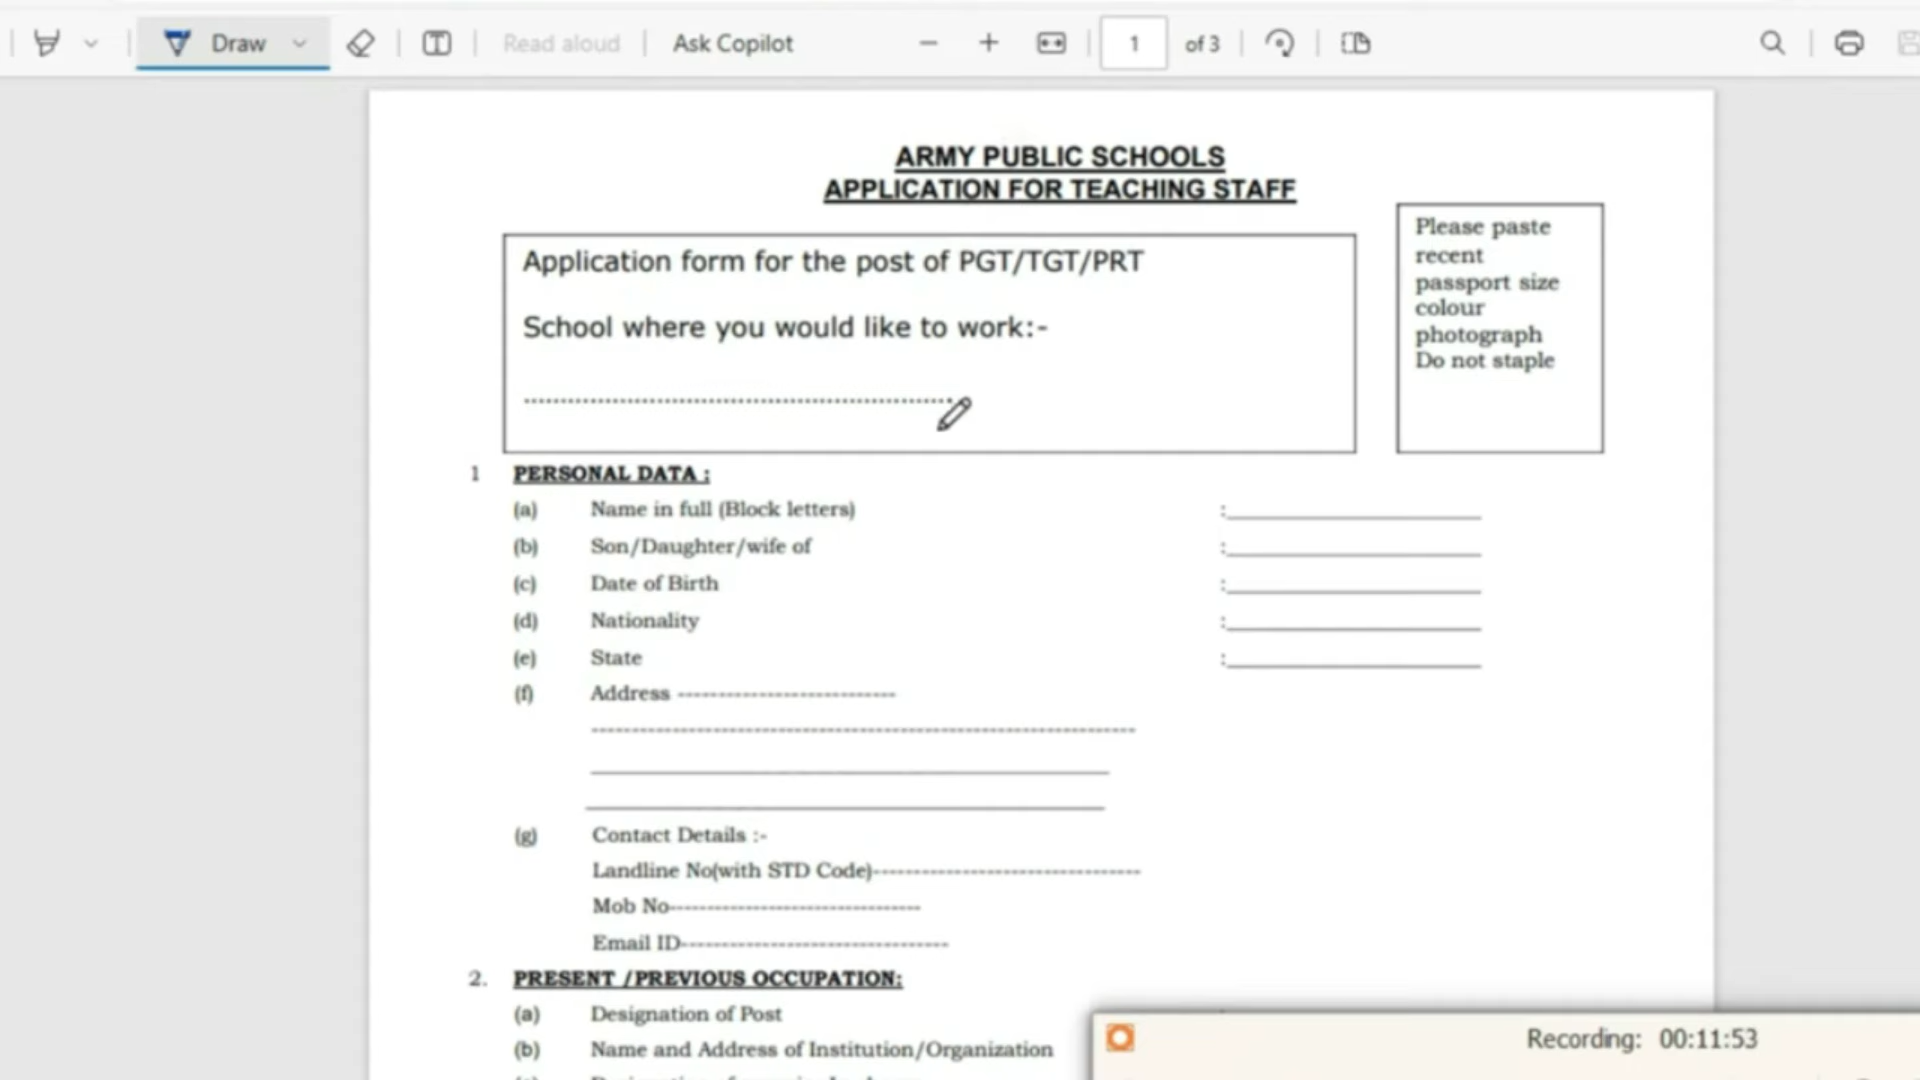 Draw
Read aloud
Ask Copilot
1 of 3
ARMY PUBLIC SCHOOLS
APPLICATION FOR TEACHING STAFF
Application form for the post of PGT/TGT/PRT
School where you would like to work:-
Please paste
recent
passport size
colour
photograph
Do not staple
1 PERSONAL DATA :
(a) Name in full (Block letters) :
(b) Son/Daughter/wife of :
(c) Date of Birth :
(d) Nationality :
(e) State :
(f) Address
(g) Contact Details :-
Landline No(with STD Code)
Mob No
Email ID
2. PRESENT /PREVIOUS OCCUPATION:
(a) Designation of Post
(b) Name and Address of Institution/Organization
Recording: 00:11:53